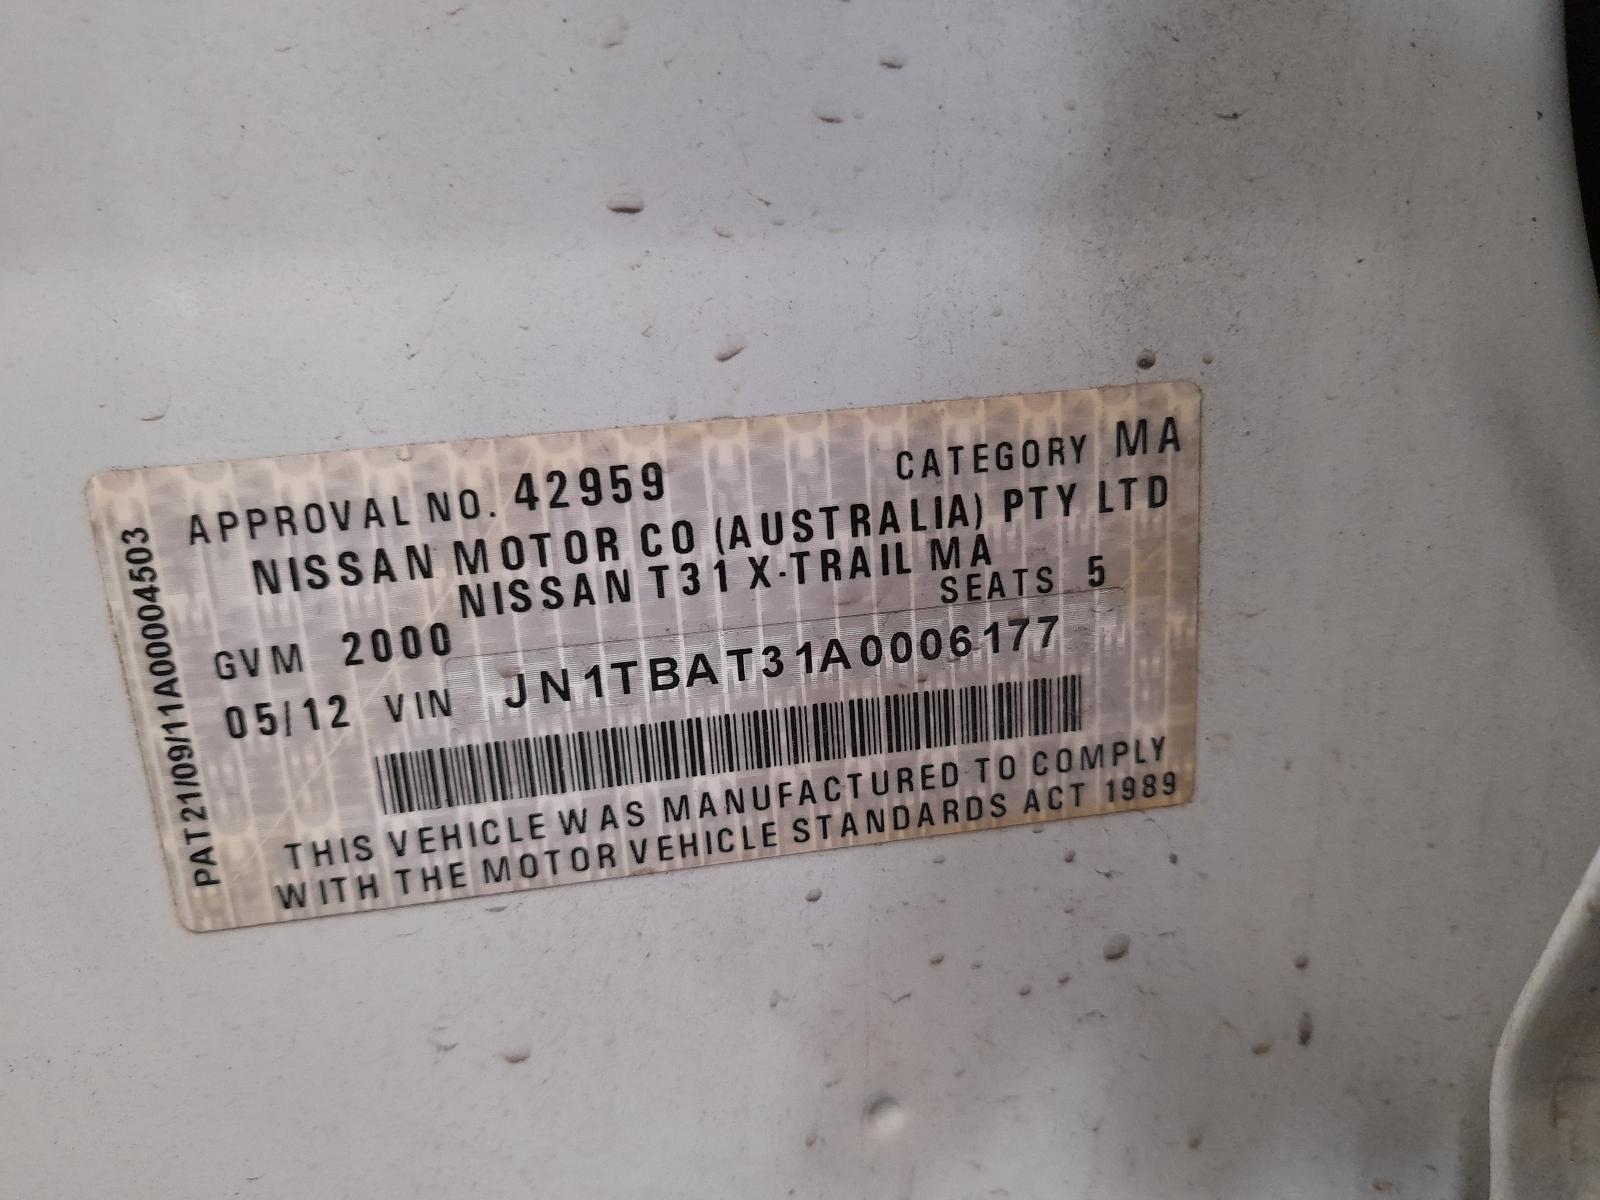 PAT21/09/11A000004503
APPROVAL NO. 42959 CATEGORY MA
NISSAN MOTOR CO (AUSTRALIA) PTY LTD
NISSAN T31 X-TRAIL MA
GVM 2000 SEATS 5
05/12 VIN JN1TBAT31A0006177
THIS VEHICLE WAS MANUFACTURED TO COMPLY
WITH THE MOTOR VEHICLE STANDARDS ACT 1989